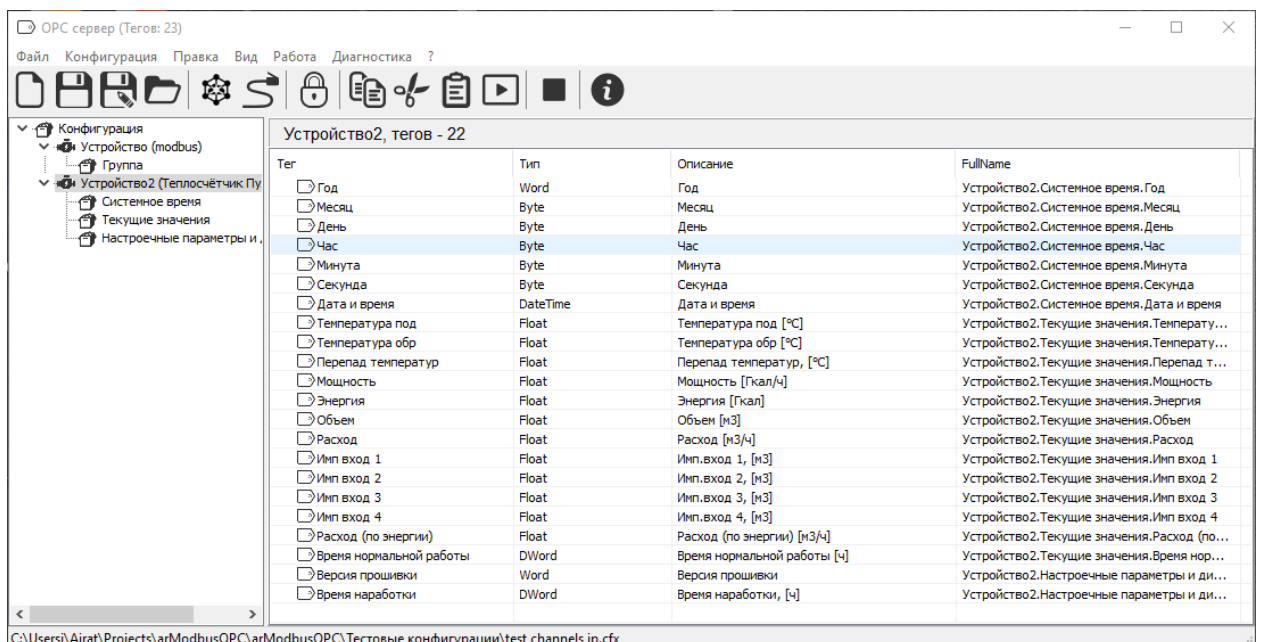 OPC сервер (Тегов: 23)
Файл Конфигурация Правка Вид Работа Диагностика ?
Конфигурация
Устройство (modbus)
Группа
Устройство2 (Теплосчётчик Пу
Системное время
Текущие значения
Настроечные параметры и
Устройство2, тегов - 22
Тег Тип Описание FullName
Год Word Год Устройство2.Системное время.Год
Месяц Byte Месяц Устройство2.Системное время.Месяц
День Byte День Устройство2.Системное время.День
Час Byte Час Устройство2.Системное время.Час
Минута Byte Минута Устройство2.Системное время.Минута
Секунда Byte Секунда Устройство2.Системное время.Секунда
Дата и время DateTime Дата и время Устройство2.Системное время.Дата и время
Температура под Float Температура под [°C] Устройство2.Текущие значения.Температу...
Температура обр Float Температура обр [°C] Устройство2.Текущие значения.Температу...
Перепад температур Float Перепад температур, [°C] Устройство2.Текущие значения.Перепад т...
Мощность Float Мощность [Гкал/ч] Устройство2.Текущие значения.Мощность
Энергия Float Энергия [Гкал] Устройство2.Текущие значения.Энергия
Объем Float Объем [м3] Устройство2.Текущие значения.Объем
Расход Float Расход [м3/ч] Устройство2.Текущие значения.Расход
Имп вход 1 Float Имп.вход 1, [м3] Устройство2.Текущие значения.Имп вход 1
Имп вход 2 Float Имп.вход 2, [м3] Устройство2.Текущие значения.Имп вход 2
Имп вход 3 Float Имп.вход 3, [м3] Устройство2.Текущие значения.Имп вход 3
Имп вход 4 Float Имп.вход 4, [м3] Устройство2.Текущие значения.Имп вход 4
Расход (по энергии) Float Расход (по энергии) [м3/ч] Устройство2.Текущие значения.Расход (по...
Время нормальной работы DWord Время нормальной работы [ч] Устройство2.Текущие значения.Время нор...
Версия прошивки Word Версия прошивки Устройство2.Настроечные параметры и ди...
Время наработки DWord Время наработки, [ч] Устройство2.Настроечные параметры и ди...
C:\Usersi\Airat\Projects\arModbusOPC\arModbusOPC\Тестовые конфигурации\test channels ip.cfx